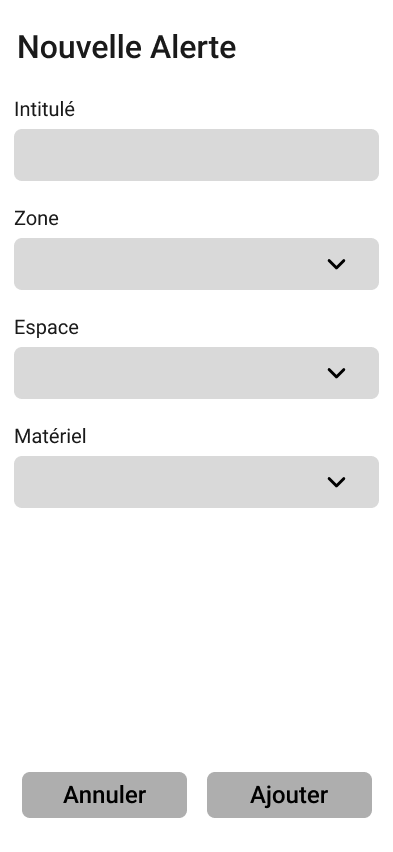 Nouvelle Alerte
Intitulé
Zone
Espace
Matériel
Annuler
Ajouter